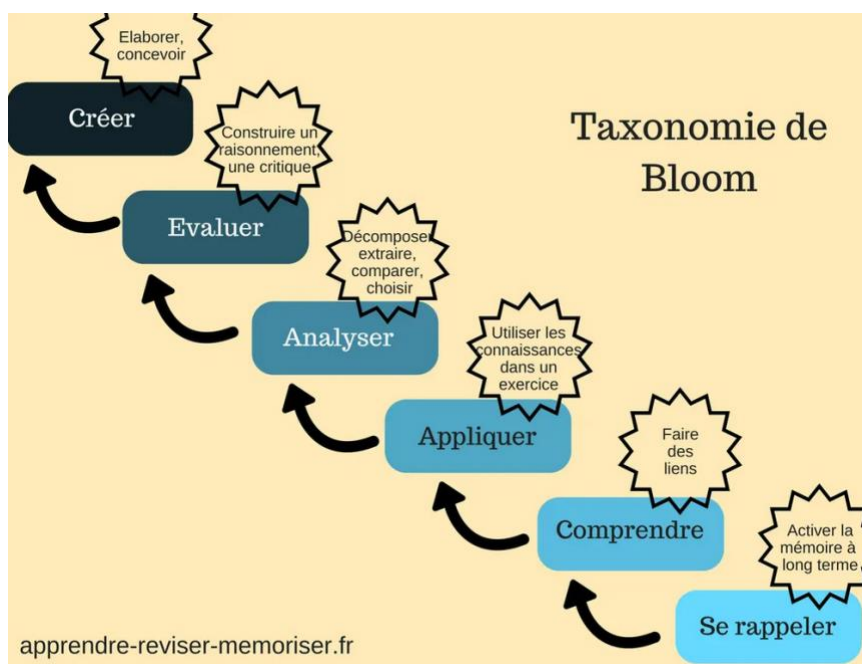 Elaborer,
concevoir
Créer
Taxonomie de
Bloom
Construire un
raisonnement,
une critique
Evaluer
Décomposer
extraire,
comparer,
choisir
Analyser
Utiliser les
connaissances
dans un
exercice
Appliquer
Faire
des
liens
Comprendre
Activer la
mémoire à
long terme,
Se rappeler
apprendre-reviser-memoriser.fr